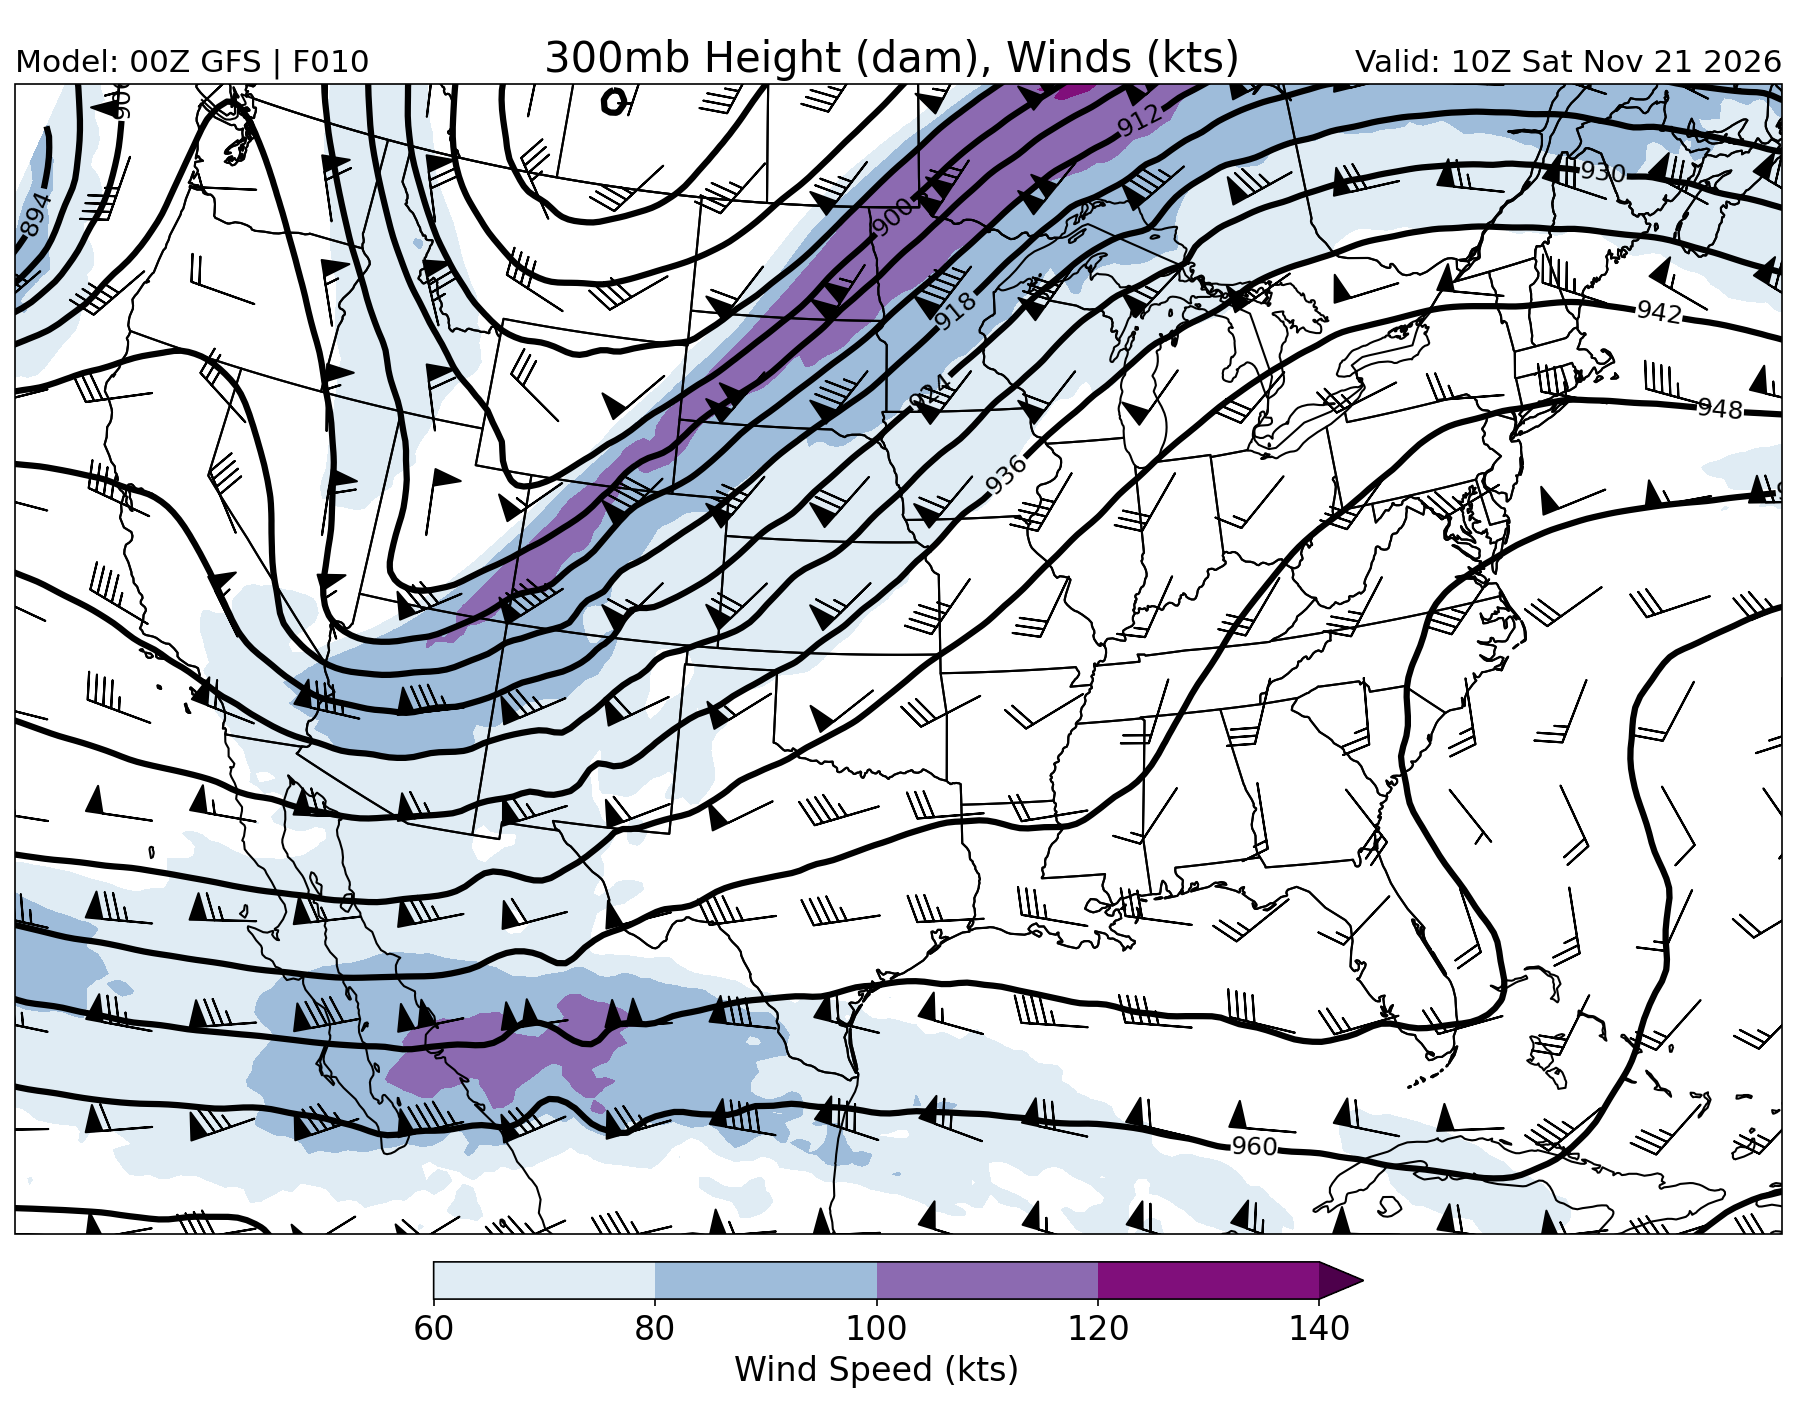 Model: 00Z GFS | F010
300mb Height (dam), Winds (kts)
Valid: 10Z Sat Nov 21 2026
912
930
894
900
918
942
924
948
936
960
60 80 100 120 140
Wind Speed (kts)